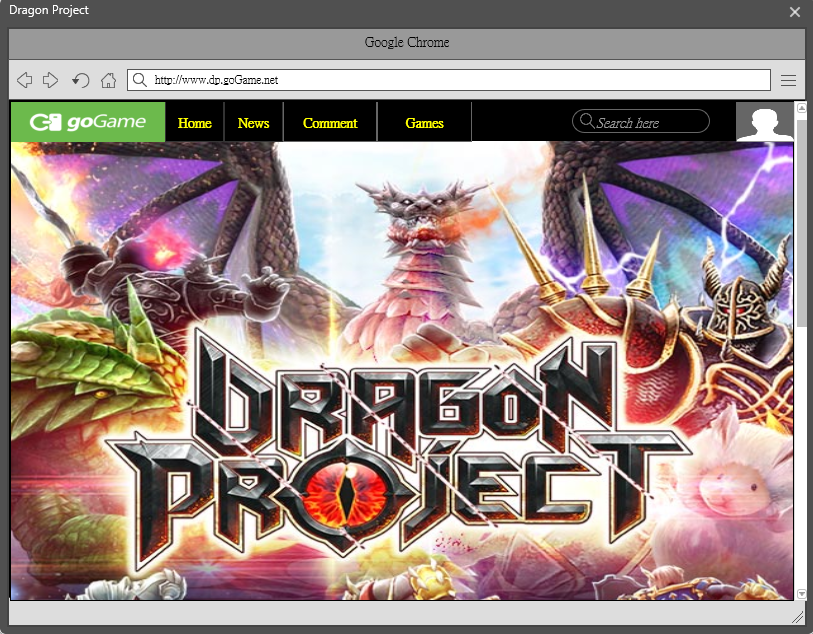 Dragon Project
Google Chrome
http://www.dp.goGame.net
goGame Home News Comment Games Search here
DRAGON
PROJECT